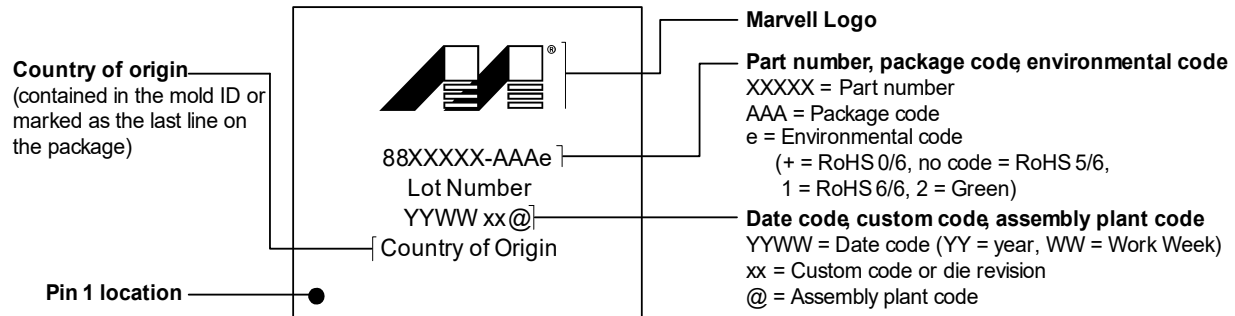 Country of origin
(contained in the mold ID or
marked as the last line on
the package)
Pin 1 location
®
88XXXXX-AAAe
Lot Number
YYWW xx@
Country of Origin
Marvell Logo
Part number, package code, environmental code
XXXXX = Part number
AAA = Package code
e = Environmental code
(+ = RoHS 0/6, no code = RoHS 5/6,
1 = RoHS 6/6, 2 = Green)
Date code, custom code, assembly plant code
YYWW = Date code (YY = year, WW = Work Week)
xx = Custom code or die revision
@ = Assembly plant code